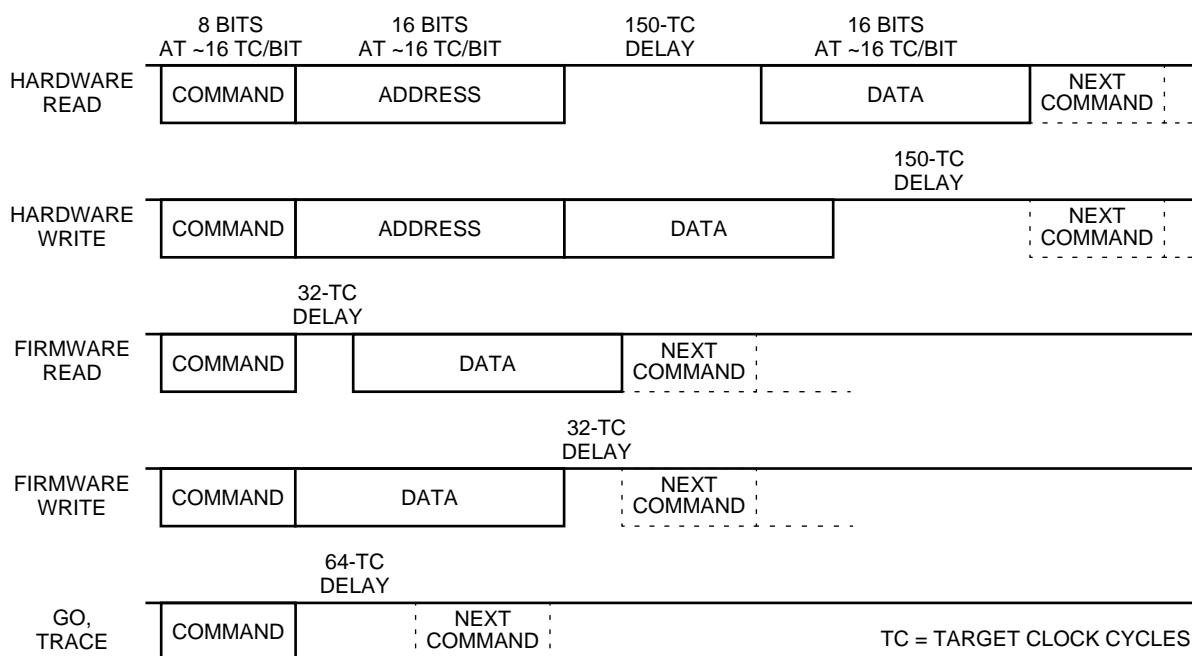 8 BITS
AT ~16 TC/BIT
16 BITS
AT ~16 TC/BIT
150-TC
DELAY
16 BITS
AT ~16 TC/BIT
HARDWARE
READ
COMMAND
ADDRESS
DATA
NEXT
COMMAND
150-TC
DELAY
HARDWARE
WRITE
COMMAND
ADDRESS
DATA
NEXT
COMMAND
32-TC
DELAY
FIRMWARE
READ
COMMAND
DATA
NEXT
COMMAND
32-TC
DELAY
FIRMWARE
WRITE
COMMAND
DATA
NEXT
COMMAND
64-TC
DELAY
GO,
TRACE
COMMAND
NEXT
COMMAND
TC = TARGET CLOCK CYCLES